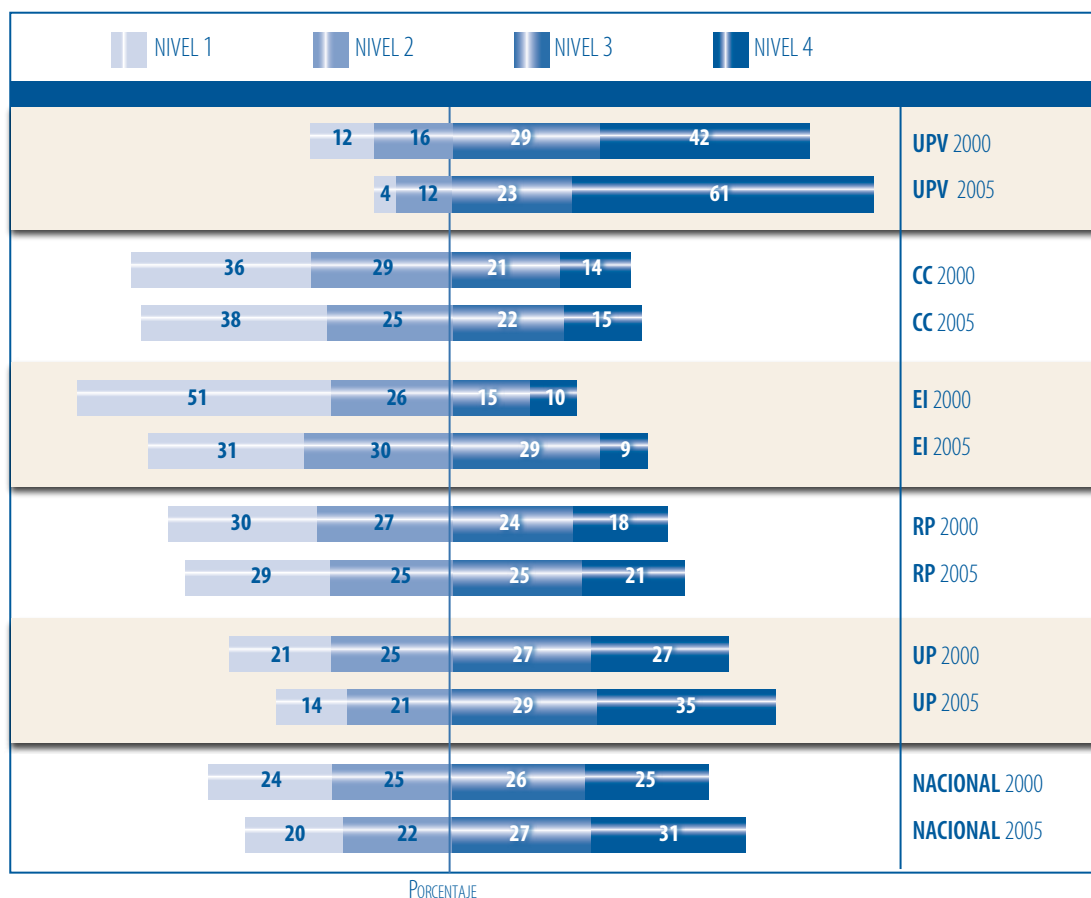 NIVEL 1 NIVEL 2 NIVEL 3 NIVEL 4
12 16 29 42 UPV 2000
4 12 23 61 UPV 2005
36 29 21 14 CC 2000
38 25 22 15 CC 2005
51 26 15 10 EI 2000
31 30 29 9 EI 2005
30 27 24 18 RP 2000
29 25 25 21 RP 2005
21 25 27 27 UP 2000
14 21 29 35 UP 2005
24 25 26 25 NACIONAL 2000
20 22 27 31 NACIONAL 2005
PORCENTAJE